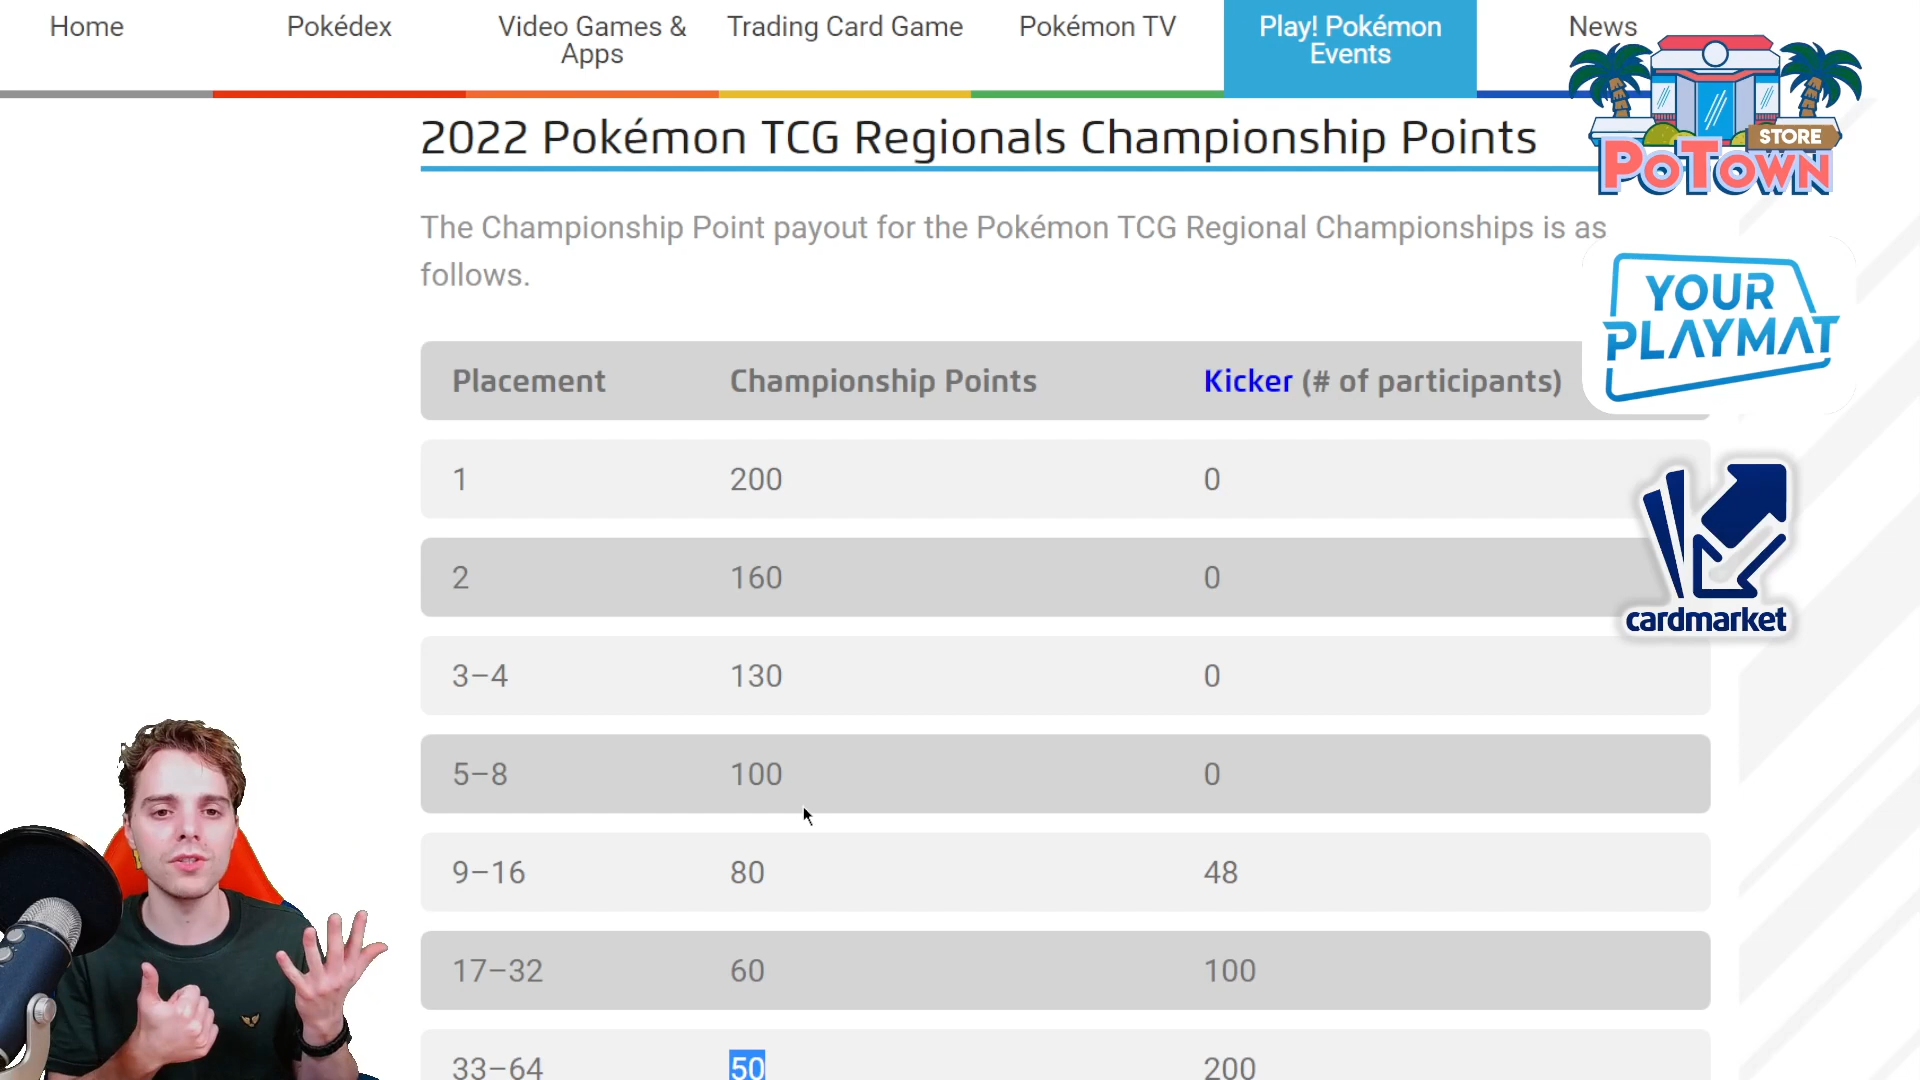 Home
Pokédex
Video Games &
Apps
Trading Card Game
Pokémon TV
Play! Pokémon
Events
News
2022 Pokémon TCG Regionals Championship Points
The Championship Point payout for the Pokémon TCG Regional Championships is as
follows.
Placement Championship Points Kicker (# of participants)
1 200 0
2 160 0
3–4 130 0
5–8 100 0
9–16 80 48
17–32 60 100
33–64 50 200
STORE
POTOWN
YOUR
PLAYMAT
cardmarket